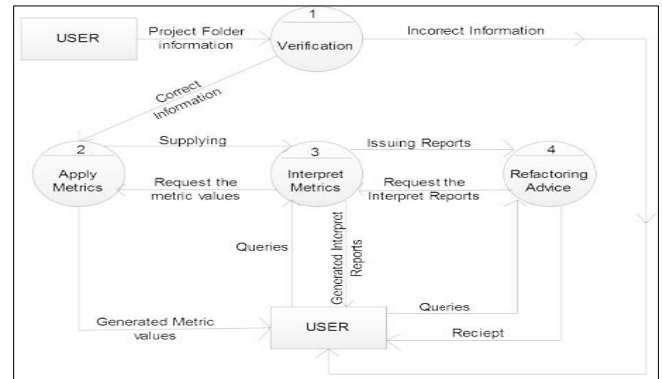 1
USER
Project Folder
information
Verification
Incorrect Information
Correct
Information
2
Apply
Metrics
Supplying
3
Interpret
Metrics
Issuing Reports
4
Refactoring
Advice
Request the
metric values
Request the
Interpret Reports
Queries
Generated Interpret
Reports
Generated Metric
values
USER
Queries
Reciept